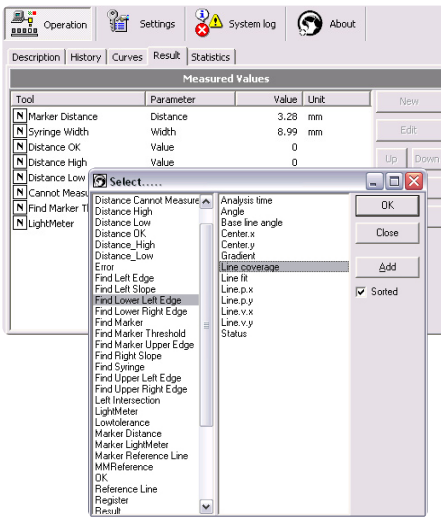 Operation Settings System log About
Description History Curves Result Statistics
Measured Values
Tool Parameter Value Unit
N Marker Distance Distance 3.28 mm
N Syringe Width Width 8.99 mm
N Distance OK Value 0
N Distance High Value 0
N Distance Low
N Cannot Measu
N Find Marker T
N LightMeter
New
Edit
Up Down
Select.....
Distance Cannot Measure
Distance High
Distance Low
Distance OK
Distance_High
Distance_Low
Error
Find Left Edge
Find Left Slope
Find Lower Left Edge
Find Lower Right Edge
Find Marker
Find Marker Threshold
Find Marker Upper Edge
Find Right Slope
Find Syringe
Find Upper Left Edge
Find Upper Right Edge
Left Intersection
LightMeter
Lowtolerance
Marker Distance
Marker LightMeter
Marker Reference Line
MMReference
OK
Reference Line
Register
Result
Analysis time
Angle
Base line angle
Center.x
Center.y
Gradient
Line coverage
Line fit
Line.p.x
Line.p.y
Line.v.x
Line.v.y
Status
OK
Close
Add
Sorted